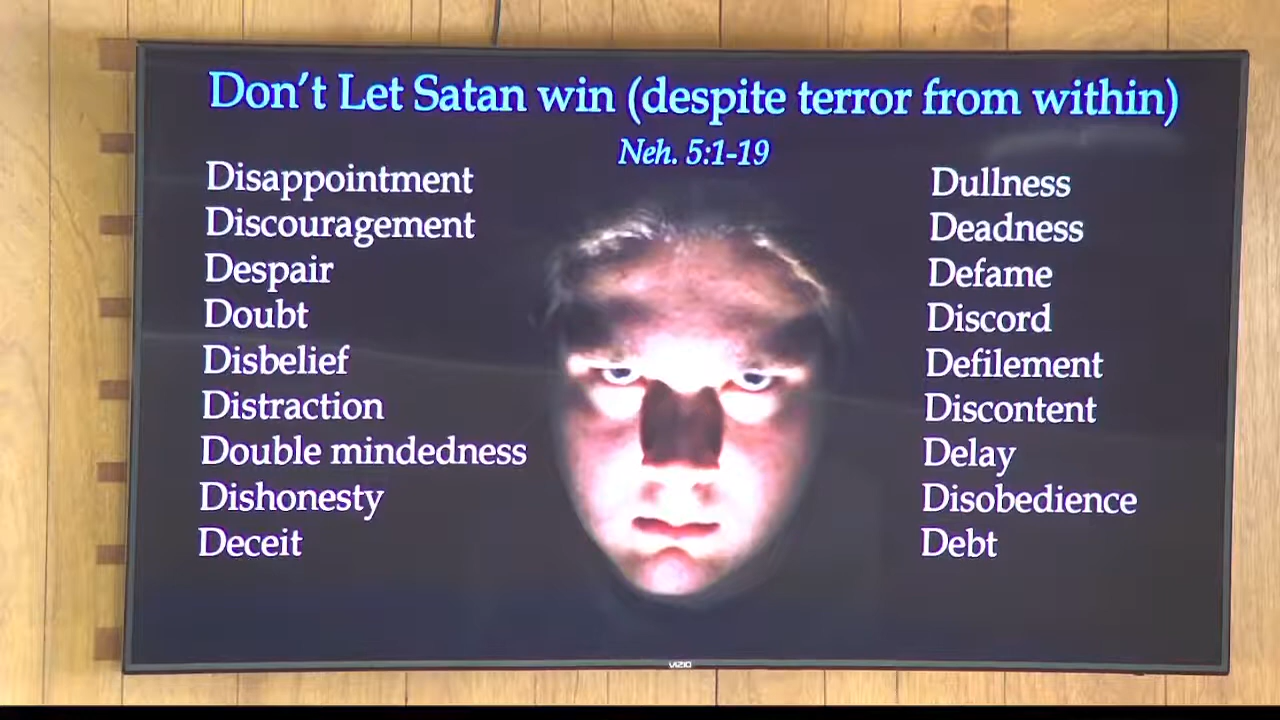 Don't Let Satan win (despite terror from within)
Neh. 5:1-19
Disappointment
Discouragement
Despair
Doubt
Disbelief
Distraction
Double mindedness
Dishonesty
Deceit
Dullness
Deadness
Defame
Discord
Defilement
Discontent
Delay
Disobedience
Debt
VIZIO